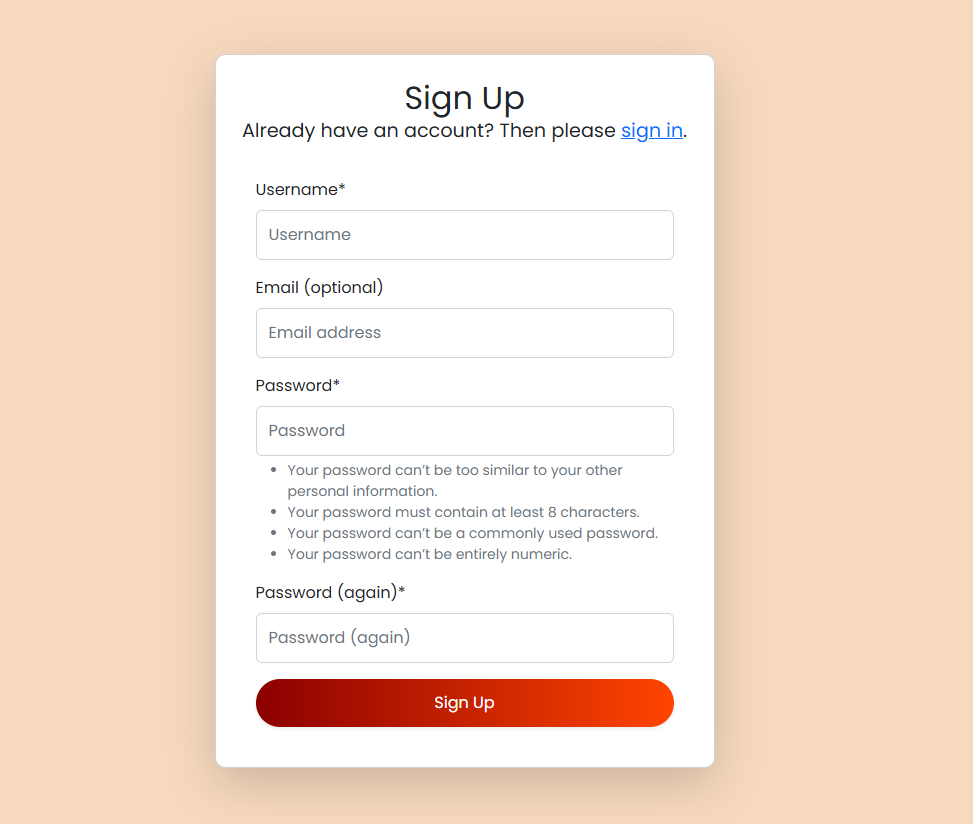 Sign Up
Already have an account? Then please sign in.
Username*
Username
Email (optional)
Email address
Password*
Password
• Your password can’t be too similar to your other
personal information.
• Your password must contain at least 8 characters.
• Your password can’t be a commonly used password.
• Your password can’t be entirely numeric.
Password (again)*
Password (again)
Sign Up